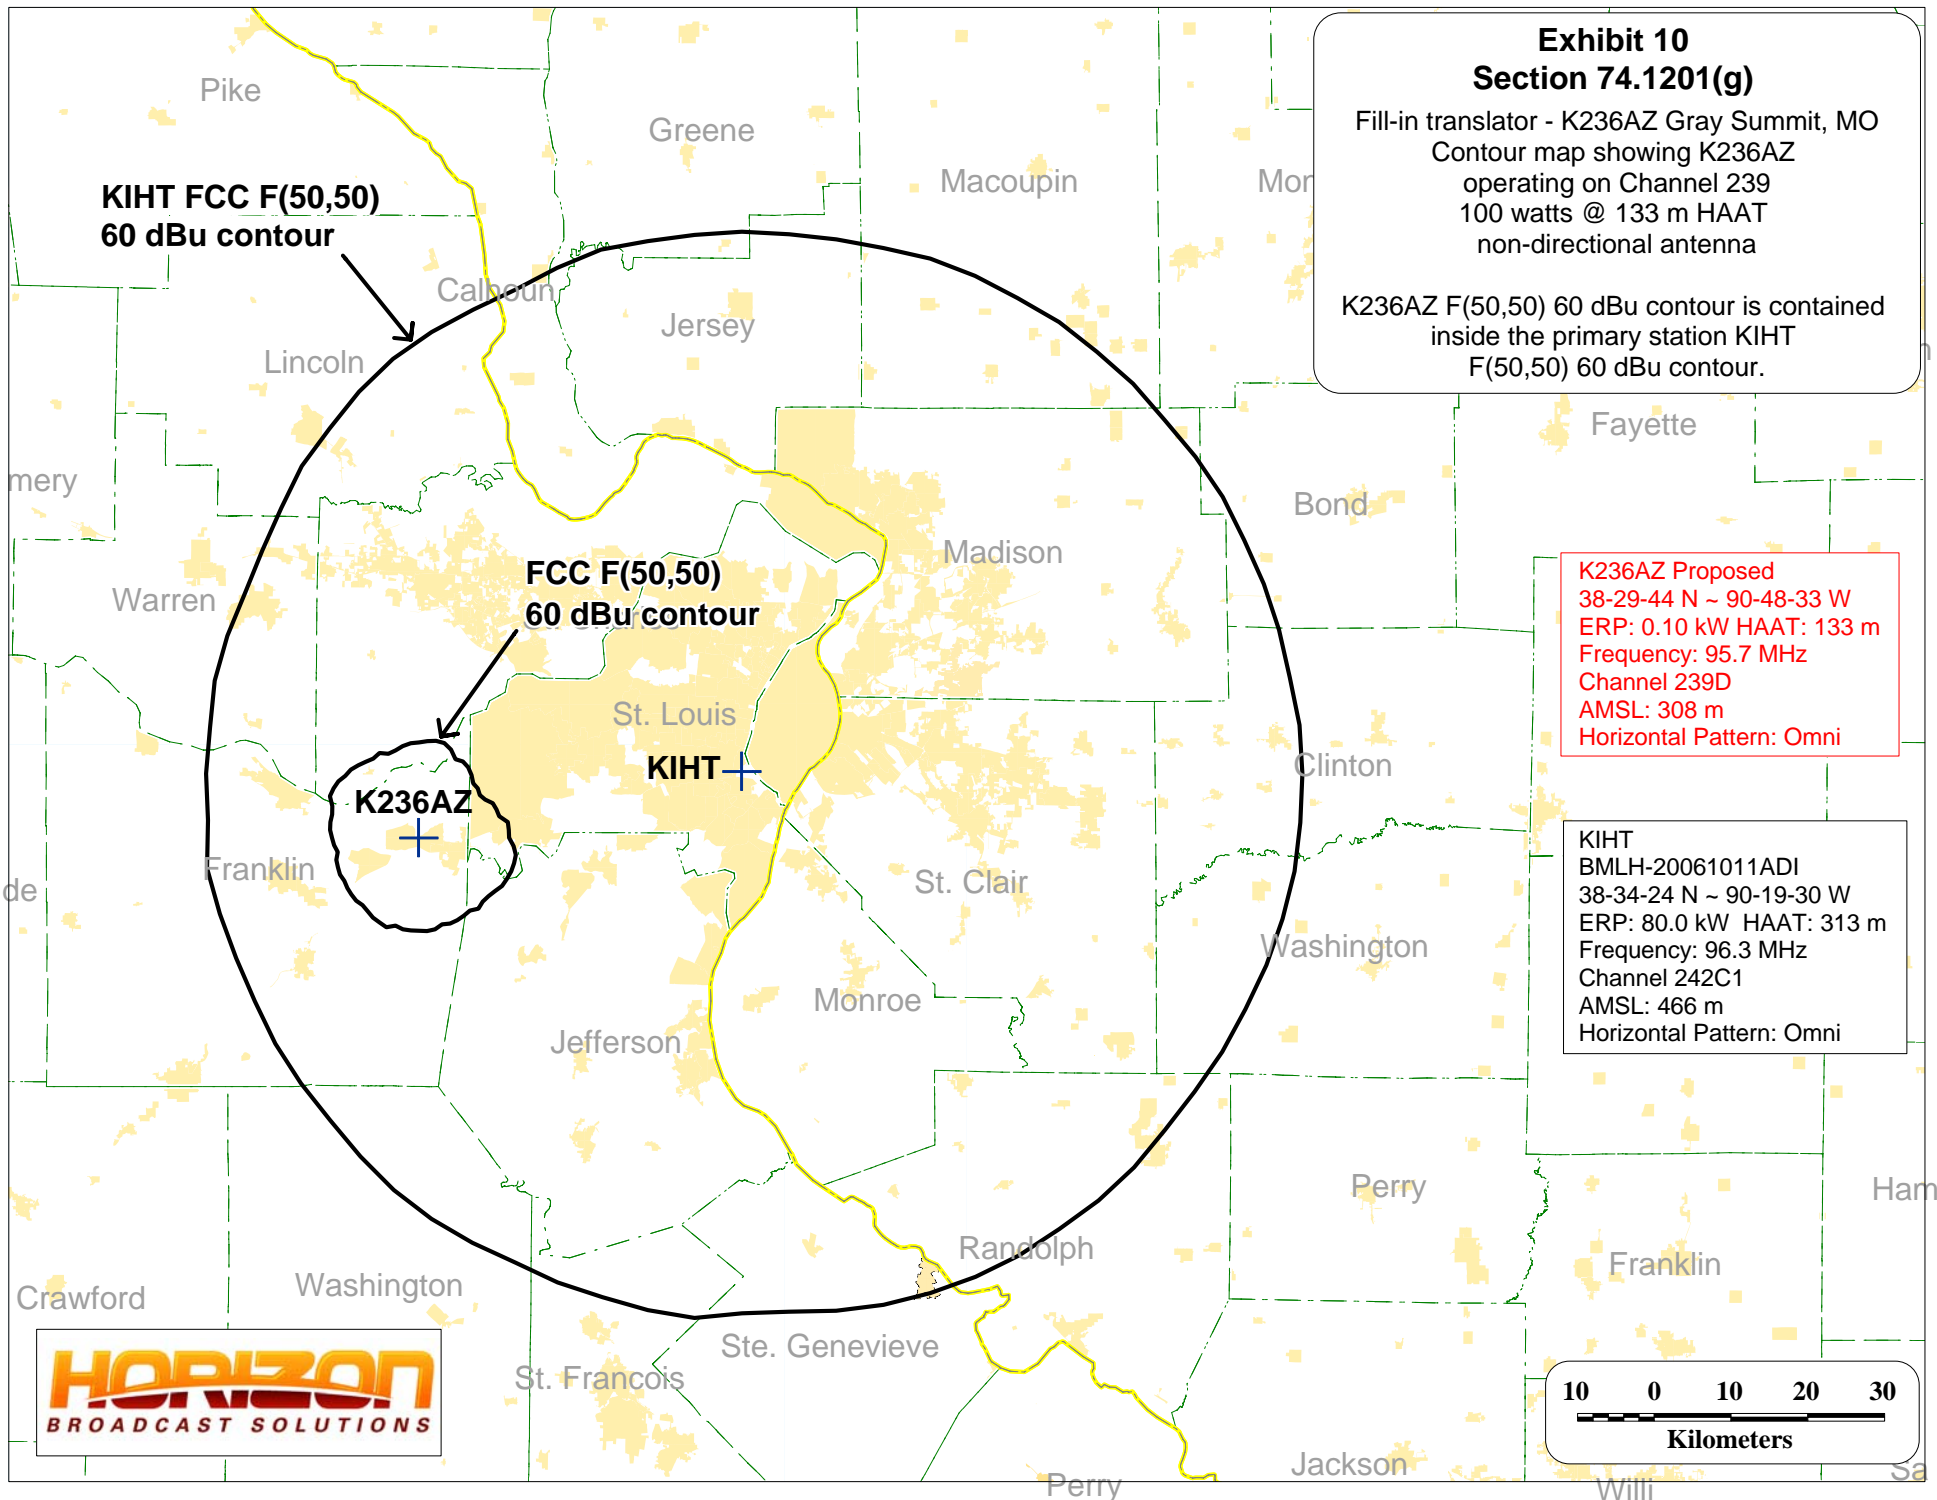 Exhibit 10
Section 74.1201(g)
Fill-in translator - K236AZ Gray Summit, MO
Contour map showing K236AZ
operating on Channel 239
100 watts @ 133 m HAAT
non-directional antenna
K236AZ F(50,50) 60 dBu contour is contained
inside the primary station KIHT
F(50,50) 60 dBu contour.
Pike
Greene
Macoupin
Mor
KIHT FCC F(50,50)
60 dBu contour
Calhoun
Jersey
Lincoln
Fayette
mery
Bond
Madison
Warren
FCC F(50,50)
60 dBu contour
K236AZ Proposed
38-29-44 N ~ 90-48-33 W
ERP: 0.10 kW HAAT: 133 m
Frequency: 95.7 MHz
Channel 239D
AMSL: 308 m
Horizontal Pattern: Omni
St. Louis
KIHT
Clinton
K236AZ
Franklin
de
St. Clair
KIHT
BMLH-20061011ADI
38-34-24 N ~ 90-19-30 W
ERP: 80.0 kW HAAT: 313 m
Frequency: 96.3 MHz
Channel 242C1
AMSL: 466 m
Horizontal Pattern: Omni
Washington
Monroe
Jefferson
Perry
Ham
Randolph
Franklin
Crawford
Washington
Ste. Genevieve
St. Francois
HORIZON
BROADCAST SOLUTIONS
10 0 10 20 30
Kilometers
Jackson
Sa
Perry
Willi